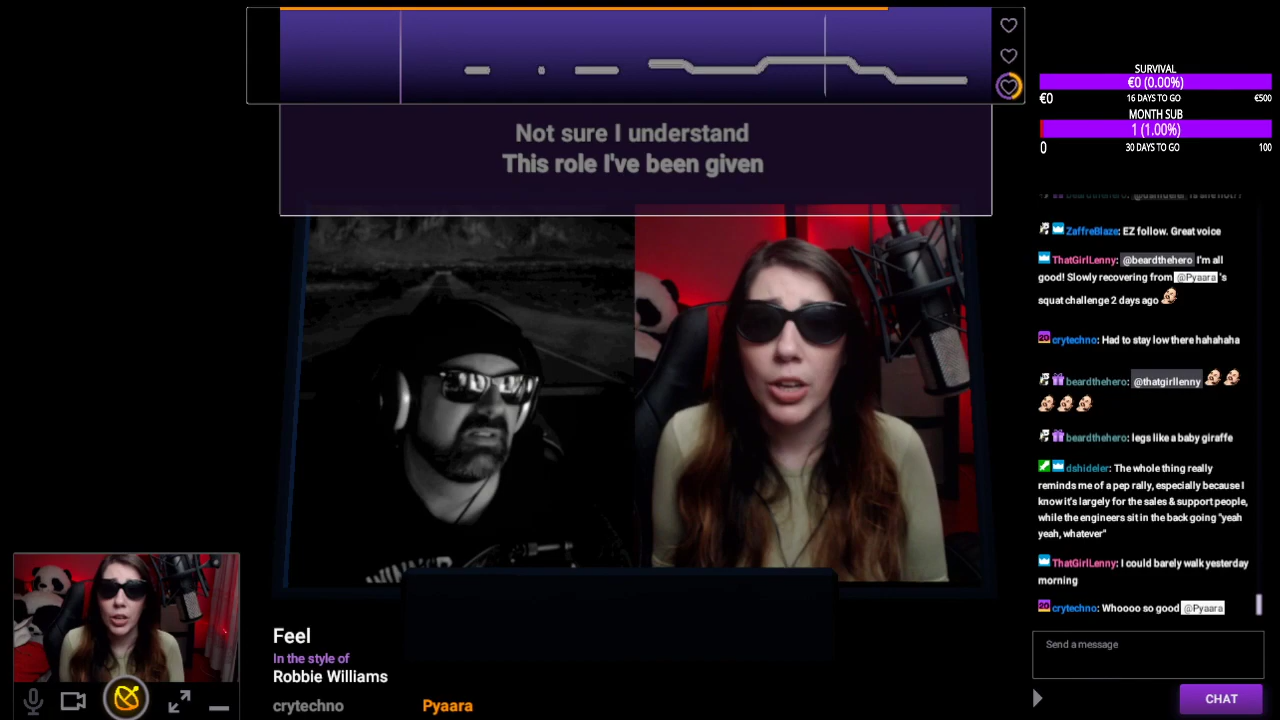 Not sure I understand
This role I've been given
SURVIVAL
€0 (0.00%)
€0 16 DAYS TO GO €500
MONTH SUB
1 (1.00%)
0 30 DAYS TO GO 100
ZaffreBlaze: EZ follow. Great voice
ThatGirlLenny: @beardthehero I'm all
good! Slowly recovering from @Pyaara 's
squat challenge 2 days ago
crytechno: Had to stay low there hahahaha
beardthehero: @thatgirllenny
beardthehero: legs like a baby giraffe
dshideler: The whole thing really
reminds me of a pep rally, especially because I
know it's largely for the sales & support people,
while the engineers sit in the back going "yeah
yeah, whatever"
ThatGirlLenny: I could barely walk yesterday
morning
crytechno: Whoooo so good @Pyaara
Send a message
CHAT
Feel
In the style of
Robbie Williams
crytechno Pyaara